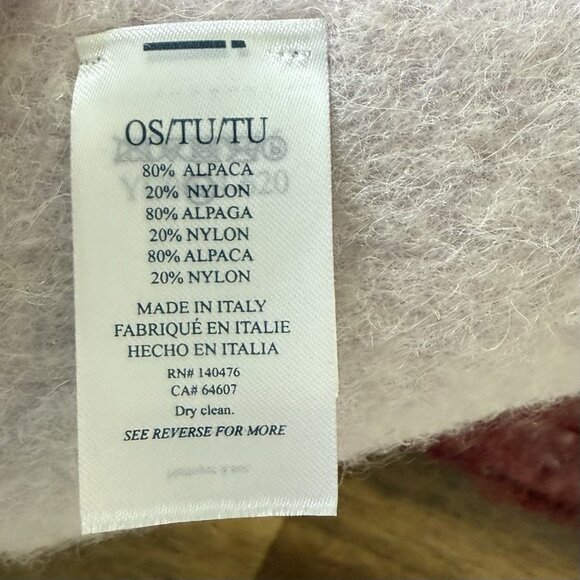 OS/TU/TU
80% ALPACA
20% NYLON
80% ALPAGA
20% NYLON
80% ALPACA
20% NYLON
MADE IN ITALY
FABRIQUÉ EN ITALIE
HECHO EN ITALIA
RN# 140476
CA# 64607
Dry clean.
SEE REVERSE FOR MORE